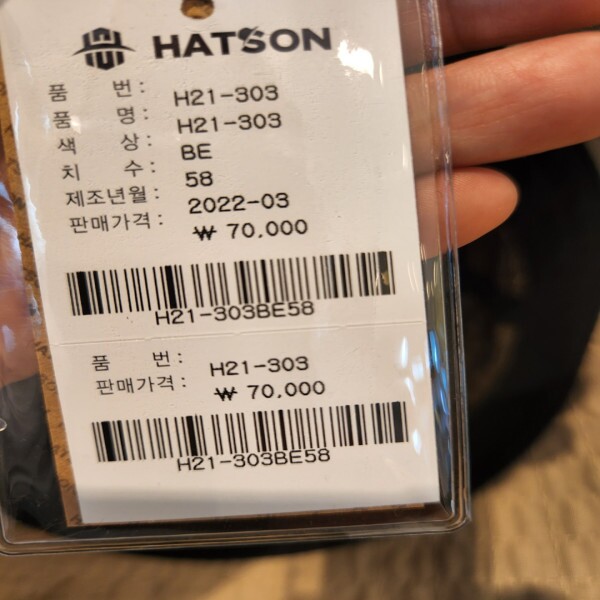 HATSON
품 번 : H21-303
품 명 : H21-303
색 상 : BE
치 수 : 58
제조년월 : 2022-03
판매가격 : ₩ 70,000
H21-303BE58
품 번 : H21-303
판매가격 : ₩ 70,000
H21-303BE58